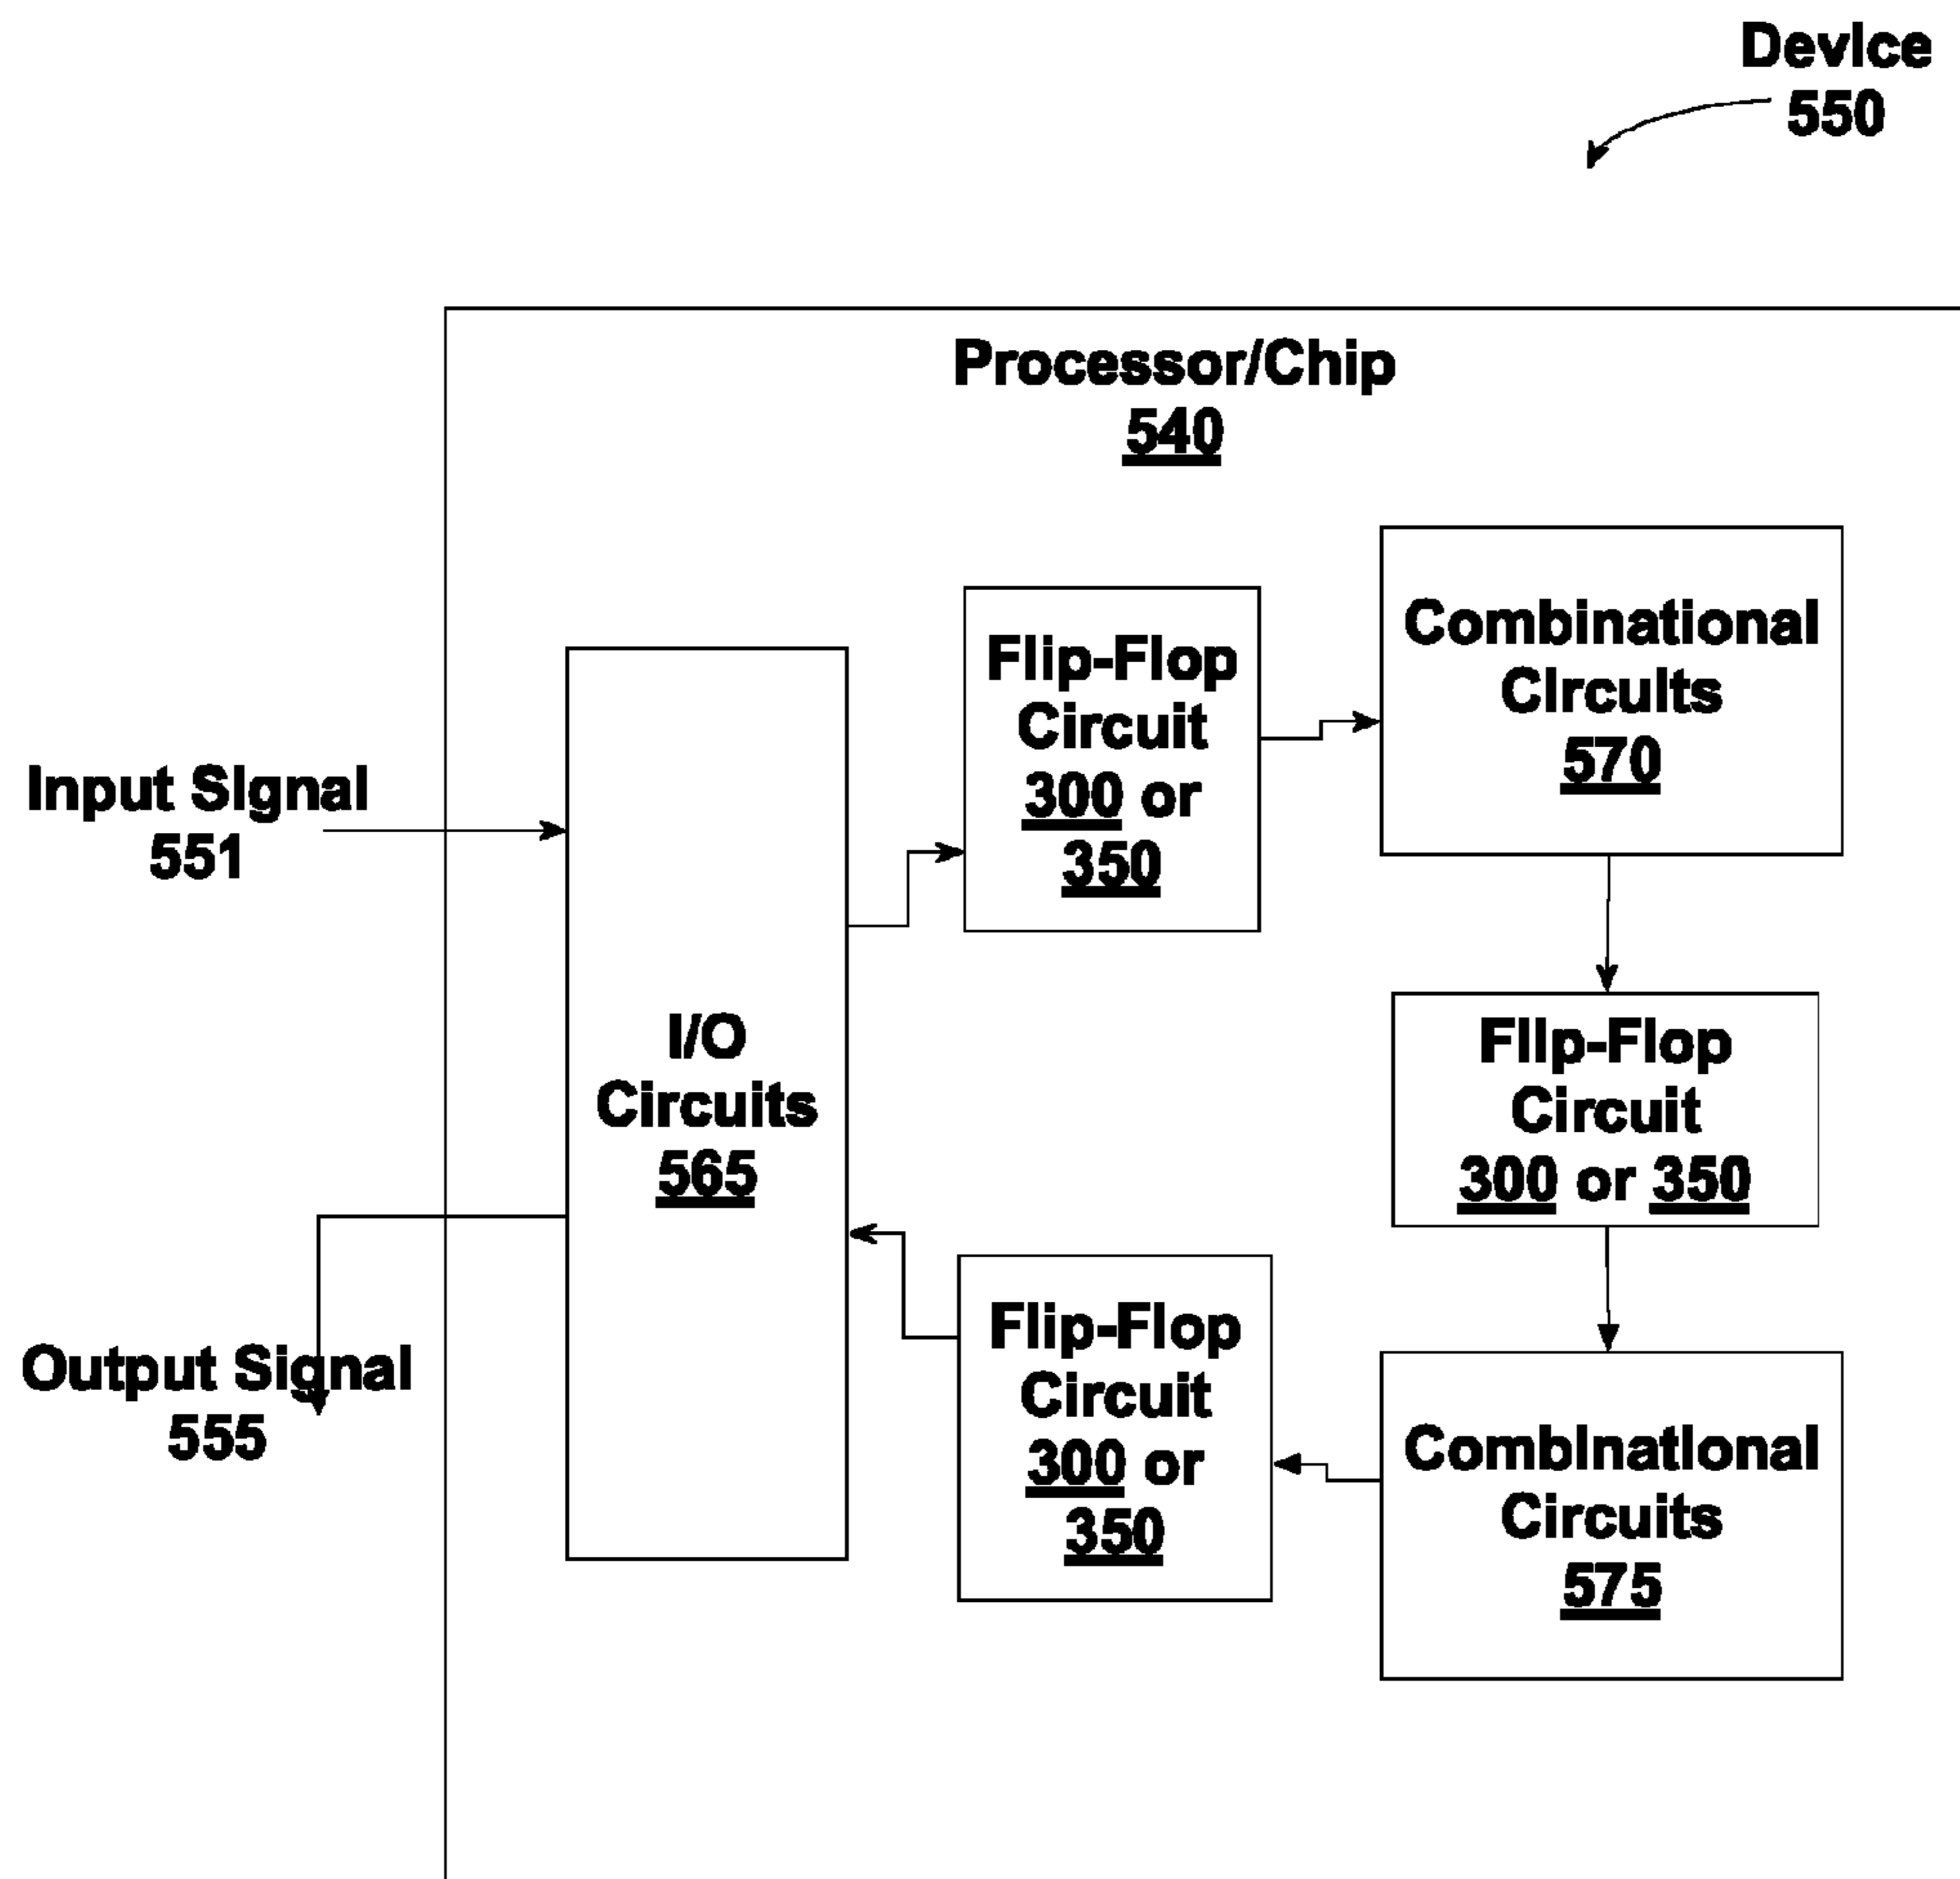 Device
550
Processor/Chip
540
Input Signal
551
I/O
Circuits
565
Flip-Flop
Circuit
300 or
350
Combinational
Circuits
570
Flip-Flop
Circuit
300 or 350
Combinational
Circuits
575
Flip-Flop
Circuit
300 or
350
Output Signal
555